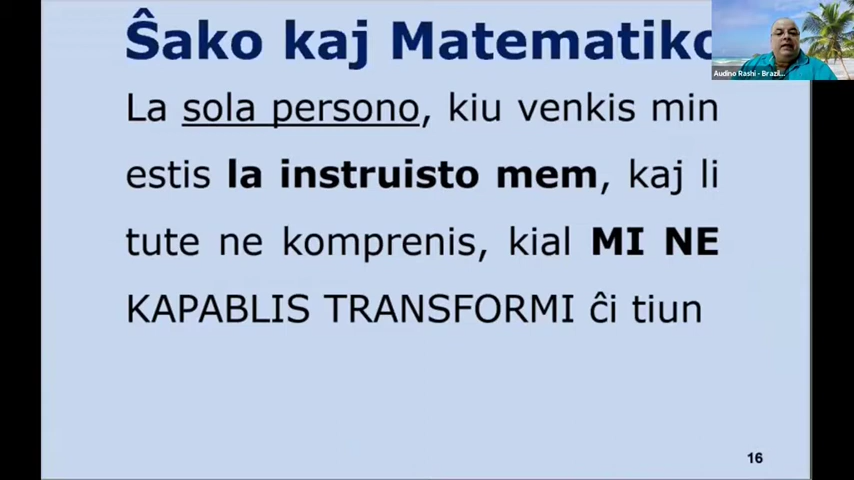 Ŝako kaj Matematiko
La sola persono, kiu venkis min
estis la instruisto mem, kaj li
tute ne komprenis, kial MI NE
KAPABLIS TRANSFORMI ĉi tiun
Audino Rashi - Brazil...
16